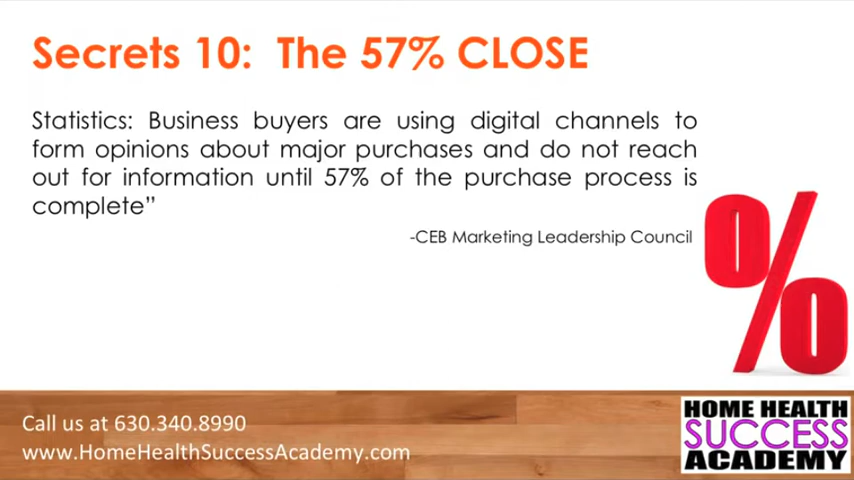 Secrets 10: The 57% CLOSE
Statistics: Business buyers are using digital channels to
form opinions about major purchases and do not reach
out for information until 57% of the purchase process is
complete”
-CEB Marketing Leadership Council
%
Call us at 630.340.8990
www.HomeHealthSuccessAcademy.com
HOME HEALTH
SUCCESS
ACADEMY